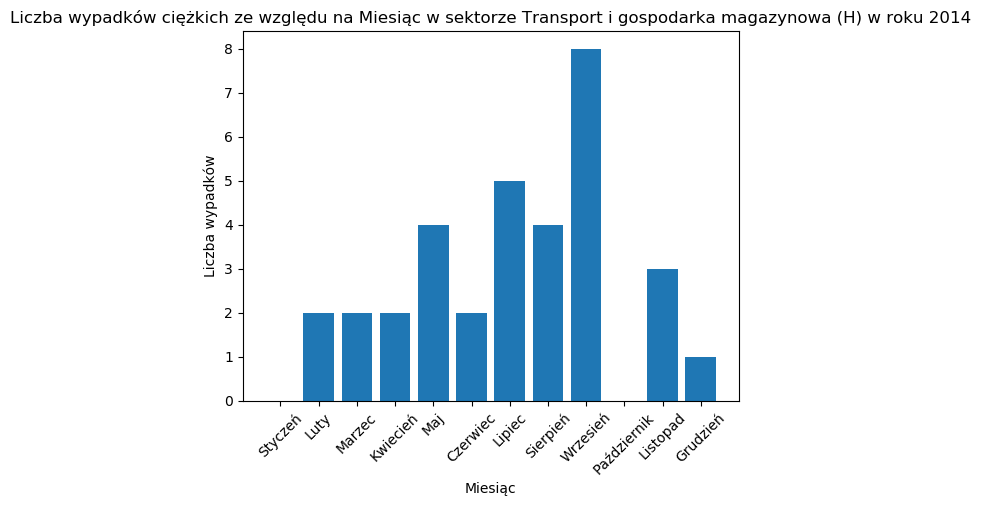 Liczba wypadków ciężkich ze względu na Miesiąc w sektorze Transport i gospodarka magazynowa (H) w roku 2014
8
7
6
5
4
3
2
1
0
Liczba wypadków
Styczeń
Luty
Marzec
Kwiecień
Maj
Czerwiec
Lipiec
Sierpień
Wrzesień
Październik
Listopad
Grudzień
Miesiąc